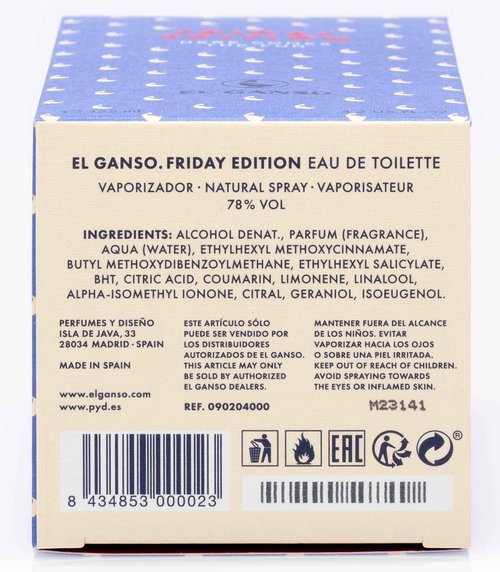 EL GANSO
EL GANSO. FRIDAY EDITION EAU DE TOILETTE
VAPORIZADOR · NATURAL SPRAY · VAPORISATEUR
78% VOL
INGREDIENTS: ALCOHOL DENAT., PARFUM (FRAGRANCE),
AQUA (WATER), ETHYLHEXYL METHOXYCINNAMATE,
BUTYL METHODYDIBENZOYLMETHANE, ETHYLHEXYL SALICYLATE,
BHT, CITRIC ACID, COUMARIN, LIMONENE, LINALOOL,
ALPHA-ISOMETHYL IONONE, CITRAL, GERANIOL, ISOEUGENOL.
PERFUMES Y DISEÑO
ISLA DE JAVA, 33
28034 MADRID · SPAIN
MADE IN SPAIN
www.elganso.com
www.pyd.es
ESTE ARTÍCULO SÓLO
PUEDE SER VENDIDO POR
LOS DISTRIBUIDORES
AUTORIZADOS DE EL GANSO.
THIS ARTICLE MAY ONLY
BE SOLD BY AUTHORIZED
EL GANSO DEALERS.
REF. 090204000
MANTENER FUERA DEL ALCANCE
DE LOS NIÑOS. EVITAR
VAPORIZAR HACIA LOS OJOS
O SOBRE UNA PIEL IRRITADA.
KEEP OUT OF REACH OF CHILDREN.
AVOID SPRAYING TOWARDS
THE EYES OR INFLAMED SKIN.
M23141
EAC
®
8 434853 000023